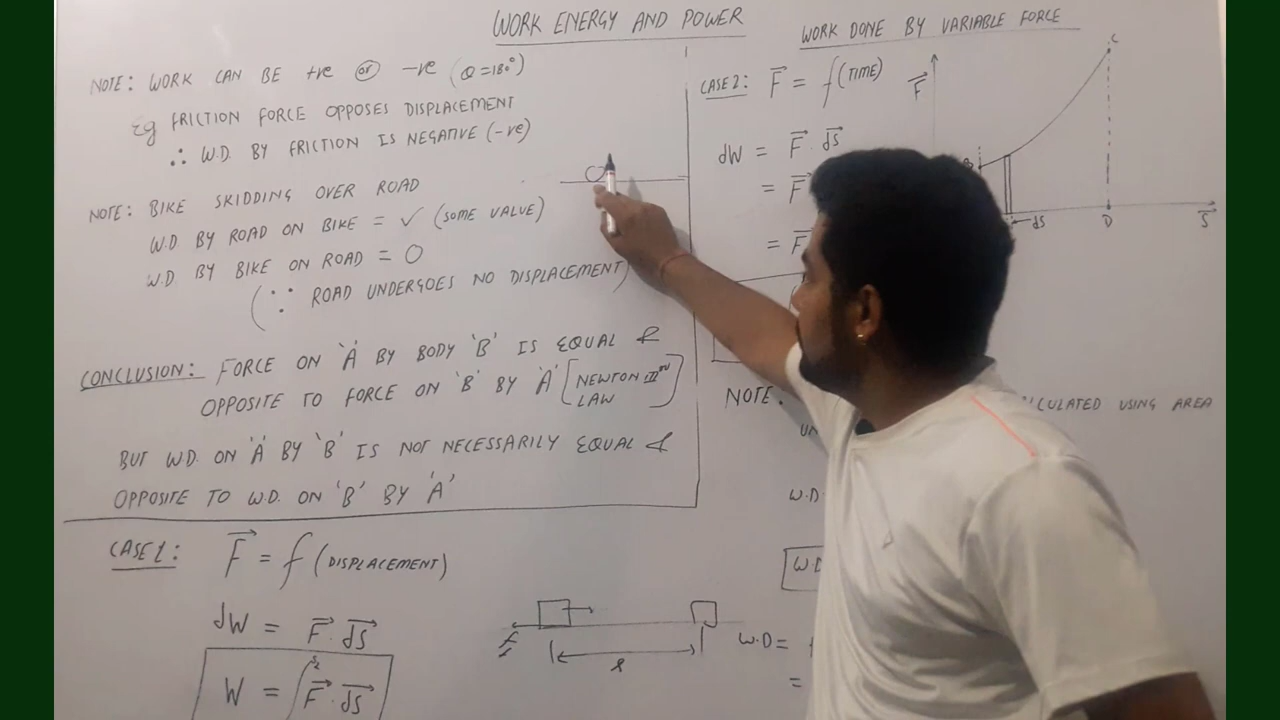 WORK ENERGY AND POWER
NOTE: WORK CAN BE +ve or -ve (θ=180°)
Eg FRICTION FORCE OPPOSES DISPLACEMENT
∴ W.D. BY FRICTION IS NEGATIVE (-ve)
NOTE: BIKE SKIDDING OVER ROAD
W.D BY ROAD ON BIKE = ✓ (SOME VALUE)
W.D BY BIKE ON ROAD = 0
(∵ ROAD UNDERGOES NO DISPLACEMENT)
CONCLUSION: FORCE ON 'A' BY BODY 'B' IS EQUAL &
OPPOSITE TO FORCE ON 'B' BY 'A' [NEWTON IIIrd
LAW]
BUT W.D. ON 'A' BY 'B' IS NOT NECESSARILY EQUAL &
OPPOSITE TO W.D. ON 'B' BY 'A'
CASE 1: F = f (DISPLACEMENT)
dW = F . ds
W = ∫ F . ds
s
WORK DONE BY VARIABLE FORCE
CASE 2: F = f (TIME)
dW = F . ds
= F
= F
F
C
ds
D
S
NOTE: CALCULATED USING AREA
W.D
W.D
W.D =
=